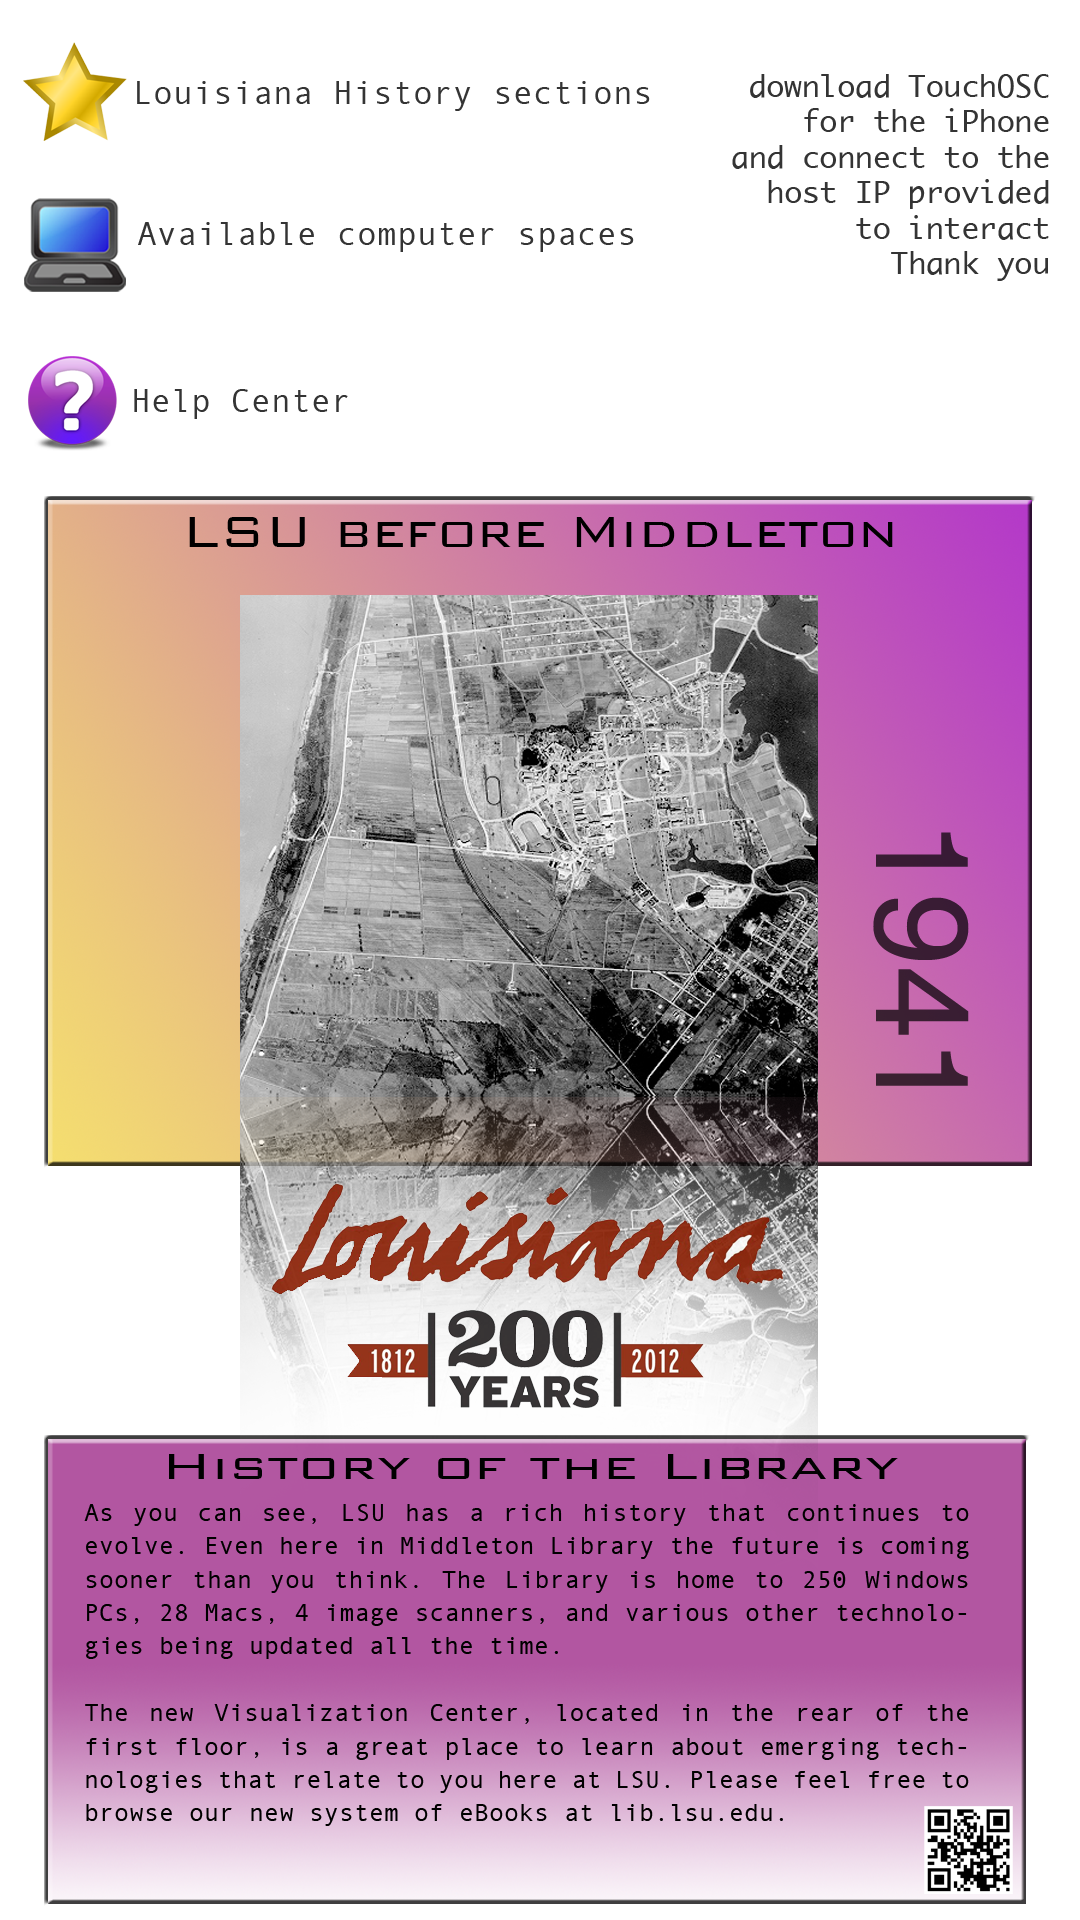 Louisiana History sections
download TouchOSC
for the iPhone
and connect to the
host IP provided
to interact
Thank you
Available computer spaces
Help Center
LSU before Middleton
1941
Louisiana
1812
200
YEARS
2012
History of the Library
As you can see, LSU has a rich history that continues to
evolve. Even here in Middleton Library the future is coming
sooner than you think. The Library is home to 250 Windows
PCs, 28 Macs, 4 image scanners, and various other technolo-
gies being updated all the time.
The new Visualization Center, located in the rear of the
first floor, is a great place to learn about emerging tech-
nologies that relate to you here at LSU. Please feel free to
browse our new system of eBooks at lib.lsu.edu.